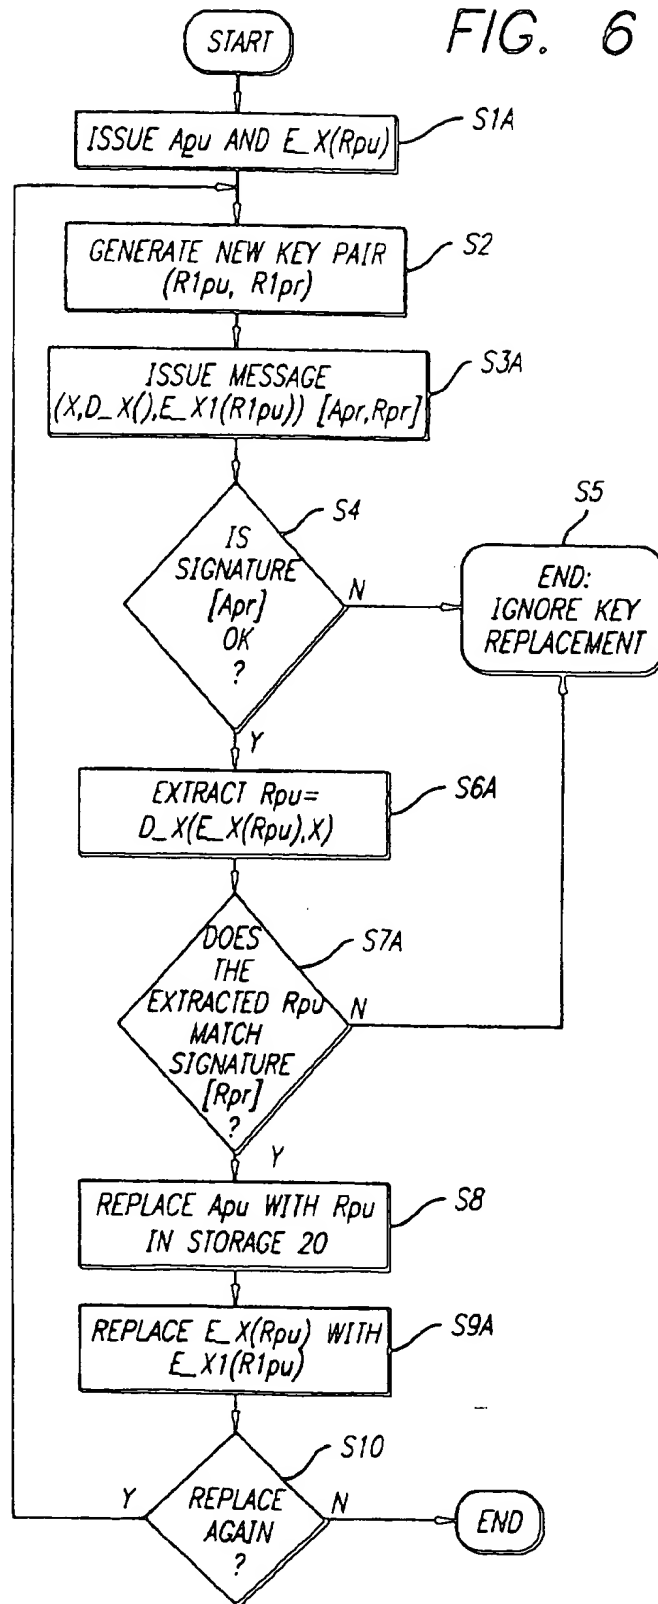 FIG. 6
START
S1A
ISSUE Apu AND E_X(Rpu)
S2
GENERATE NEW KEY PAIR
(R1pu, R1pr)
S3A
ISSUE MESSAGE
(X,D_X(),E_X1(R1pu)) [Apr,Rpr]
S4
IS
SIGNATURE
[Apr]
OK
?
N
Y
S5
END:
IGNORE KEY
REPLACEMENT
S6A
EXTRACT Rpu=
D_X(E_X(Rpu),X)
S7A
DOES
THE
EXTRACTED Rpu
MATCH
SIGNATURE
[Rpr]
?
N
Y
S8
REPLACE Apu WITH Rpu
IN STORAGE 20
S9A
REPLACE E_X(Rpu) WITH
E_X1(R1pu)
S10
REPLACE
AGAIN
?
Y
N
END